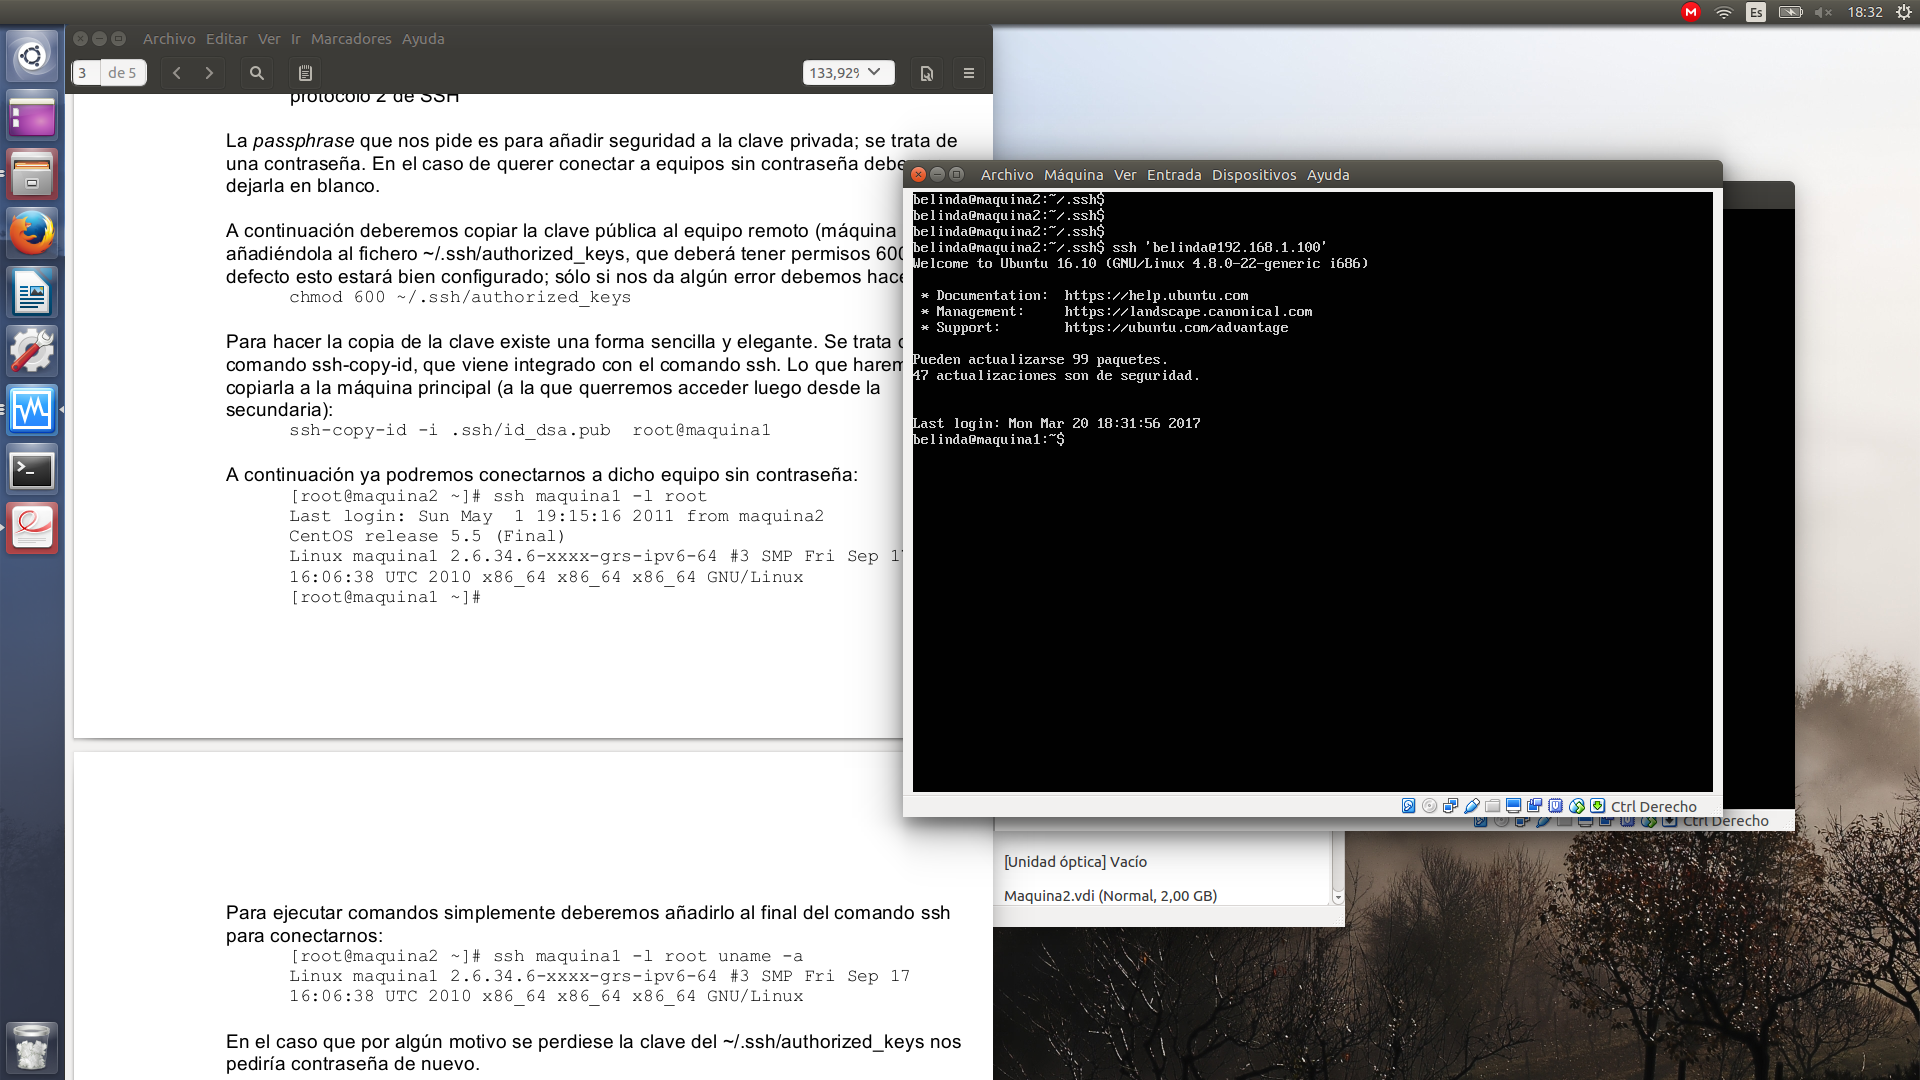 Es
18:32
Archivo Editar Ver Ir Marcadores Ayuda
3 de 5
133,92%
protocolo 2 de SSH
La passphrase que nos pide es para añadir seguridad a la clave privada; se trata de
una contraseña. En el caso de querer conectar a equipos sin contraseña debe
dejarla en blanco.
A continuación deberemos copiar la clave pública al equipo remoto (máquina
añadiéndola al fichero ~/.ssh/authorized_keys, que deberá tener permisos 600
defecto esto estará bien configurado; sólo si nos da algún error debemos hace
chmod 600 ~/.ssh/authorized_keys
Para hacer la copia de la clave existe una forma sencilla y elegante. Se trata
comando ssh-copy-id, que viene integrado con el comando ssh. Lo que harem
copiarla a la máquina principal (a la que querremos acceder luego desde la
secundaria):
ssh-copy-id -i .ssh/id_dsa.pub root@maquina1
A continuación ya podremos conectarnos a dicho equipo sin contraseña:
[root@maquina2 ~]# ssh maquina1 -l root
Last login: Sun May 1 19:15:16 2011 from maquina2
CentOS release 5.5 (Final)
Linux maquina1 2.6.34.6-xxxx-grs-ipv6-64 #3 SMP Fri Sep 17
16:06:38 UTC 2010 x86_64 x86_64 x86_64 GNU/Linux
[root@maquina1 ~]#
Para ejecutar comandos simplemente deberemos añadirlo al final del comando ssh
para conectarnos:
[root@maquina2 ~]# ssh maquina1 -l root uname -a
Linux maquina1 2.6.34.6-xxxx-grs-ipv6-64 #3 SMP Fri Sep 17
16:06:38 UTC 2010 x86_64 x86_64 x86_64 GNU/Linux
En el caso que por algún motivo se perdiese la clave del ~/.ssh/authorized_keys nos
pediría contraseña de nuevo.
Archivo Máquina Ver Entrada Dispositivos Ayuda
belinda@maquina2:~/.ssh$
belinda@maquina2:~/.ssh$
belinda@maquina2:~/.ssh$
belinda@maquina2:~/.ssh$ ssh 'belinda@192.168.1.100'
Welcome to Ubuntu 16.10 (GNU/Linux 4.8.0-22-generic i686)
* Documentation: https://help.ubuntu.com
* Management: https://landscape.canonical.com
* Support: https://ubuntu.com/advantage
Pueden actualizarse 99 paquetes.
47 actualizaciones son de seguridad.
Last login: Mon Mar 20 18:31:56 2017
belinda@maquina1:~$
Ctrl Derecho
Ctrl Derecho
[Unidad óptica] Vacío
Maquina2.vdi (Normal, 2,00 GB)